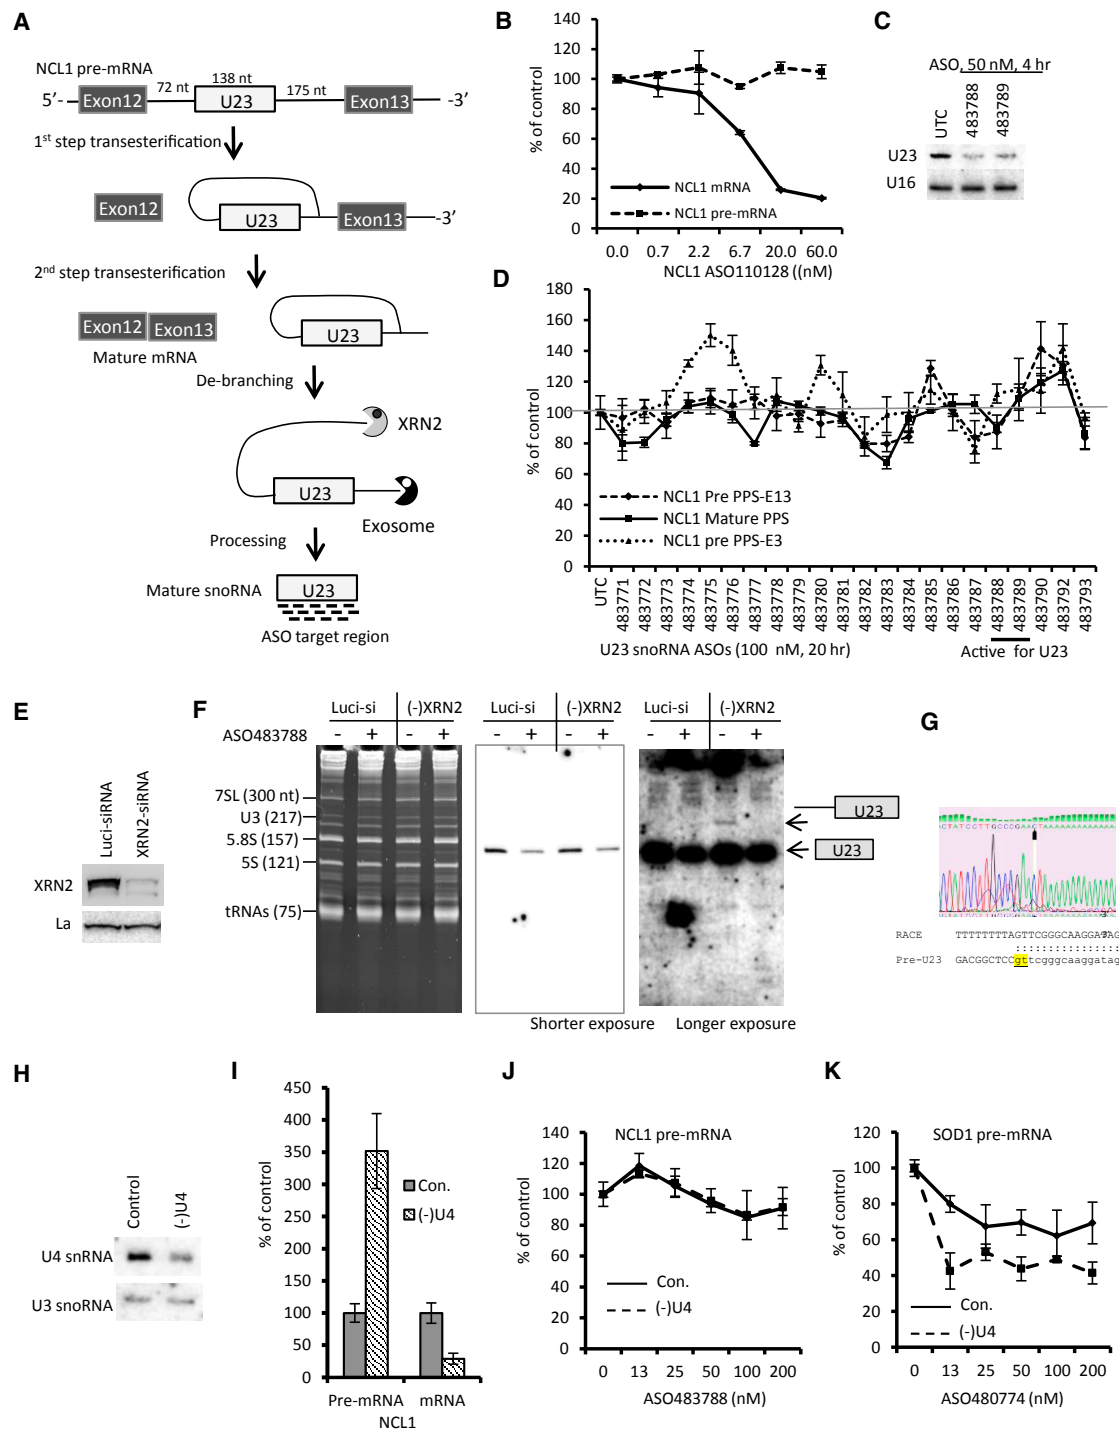 A
NCL1 pre-mRNA
138 nt
72 nt
175 nt
5'-
Exon12
U23
Exon13
-3'
1st step transesterification
Exon12
U23
Exon13
-3'
2nd step transesterification
Exon12
Exon13
U23
Mature mRNA
De-branching
XRN2
U23
Exosome
Processing
Mature snoRNA
U23
ASO target region
B
% of control
140
120
100
80
60
40
20
0
NCL1 mRNA
NCL1 pre-mRNA
0.0 0.7 2.2 6.7 20.0 60.0
NCL1 ASO110128 ((nM)
C
ASO, 50 nM, 4 hr
UTC
483788
483789
U23
U16
D
% of control
180
160
140
120
100
80
60
40
20
0
NCL1 Pre PPS-E13
NCL1 Mature PPS
NCL1 pre PPS-E3
UTC
483771
483772
483773
483774
483775
483776
483777
483778
483779
483780
483781
483782
483783
483784
483785
483786
483787
483788
483789
483790
483792
483793
U23 snoRNA ASOs (100 nM, 20 hr)
Active for U23
E
Luci-siRNA
XRN2-siRNA
XRN2
La
F
Luci-si (-)XRN2
Luci-si (-)XRN2
Luci-si (-)XRN2
ASO483788 - + - +
- + - +
- + - +
7SL (300 nt)
U3 (217)
5.8S (157)
5S (121)
tRNAs (75)
U23
U23
Shorter exposure
Longer exposure
G
RACE TTTTTTTTAGTTCGGGCAAGGATAG
Pre-U23 GACGGCTCCgttcgggcaaggatag
H
Control
(-)U4
U4 snRNA
U3 snoRNA
I
% of control
450
400
350
300
250
200
150
100
50
0
Con.
(-)U4
Pre-mRNA mRNA
NCL1
J
NCL1 pre-mRNA
% of control
140
120
100
80
60
40
20
0
Con.
(-)U4
0 13 25 50 100 200
ASO483788 (nM)
K
SOD1 pre-mRNA
% of control
120
100
80
60
40
20
0
Con.
(-)U4
0 13 25 50 100 200
ASO480774 (nM)